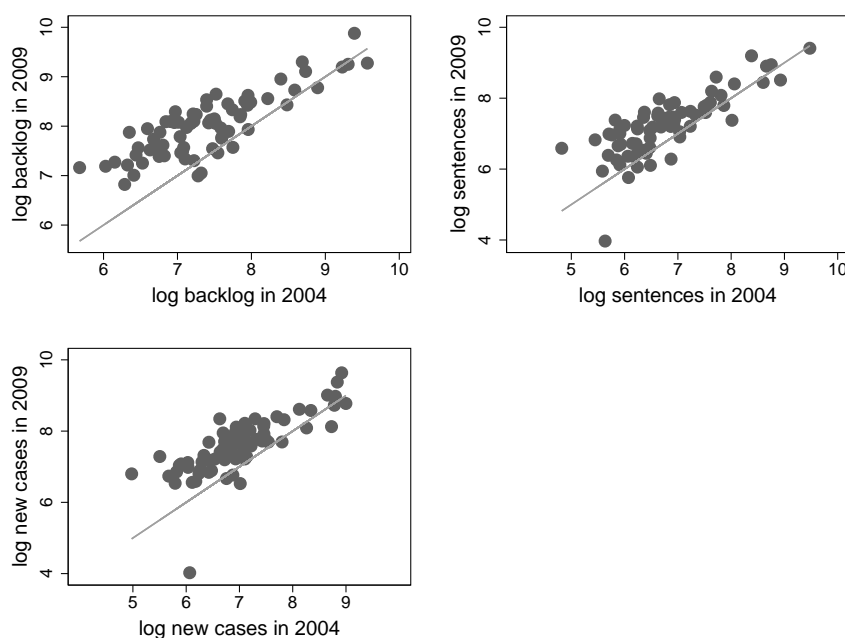 10
9
8
7
6
log backlog in 2009
6 7 8 9 10
log backlog in 2004
10
8
6
4
log sentences in 2009
5 6 7 8 9 10
log sentences in 2004
10
8
6
4
log new cases in 2009
5 6 7 8 9
log new cases in 2004